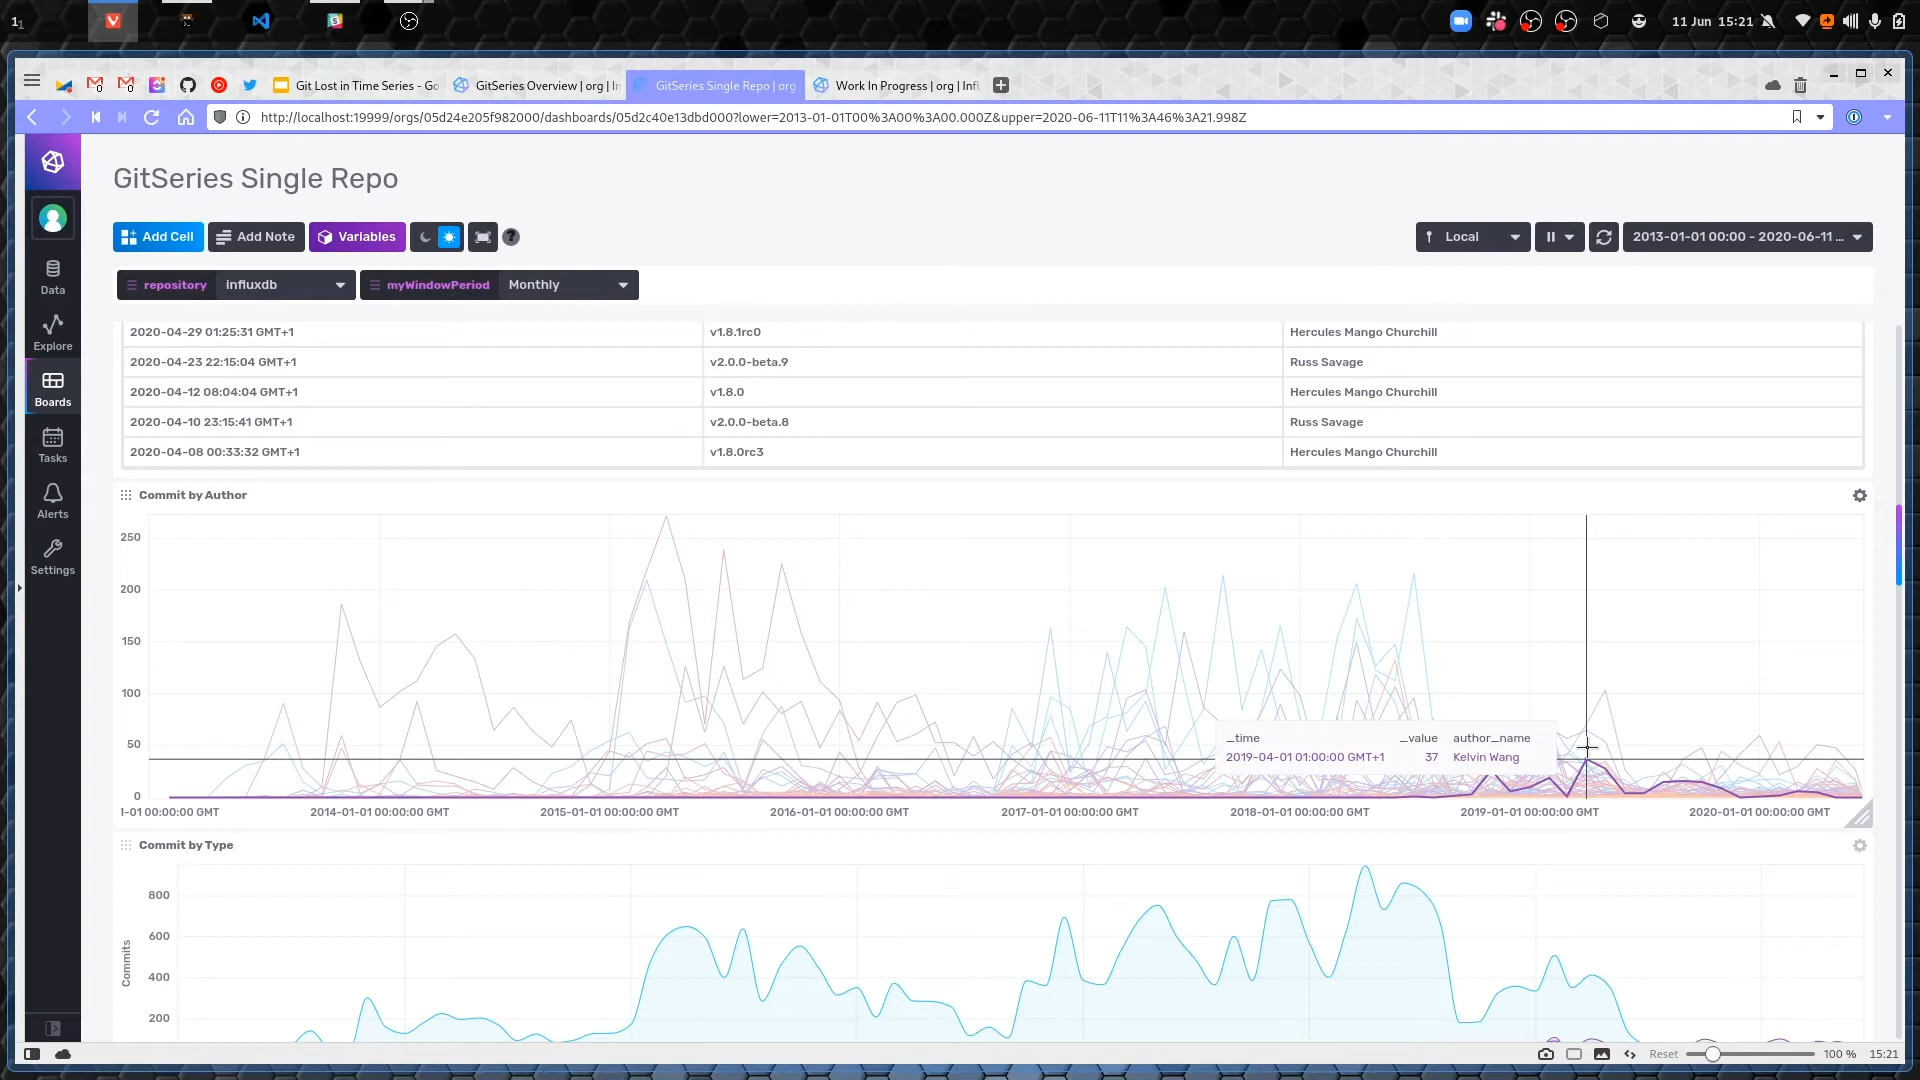 11 Jun 15:21
Git Lost in Time Series - Go
GitSeries Overview | org | In
GitSeries Single Repo | org
Work In Progress | org | Infl
http://localhost:19999/orgs/05d24e205f982000/dashboards/05d2c40e13dbd000?lower=2013-01-01T00%3A00%3A00.000Z&upper=2020-06-11T11%3A46%3A21.998Z
GitSeries Single Repo
Add Cell Add Note Variables
Local 2013-01-01 00:00 - 2020-06-11 ...
repository influxdb myWindowPeriod Monthly
Data
Explore
Boards
Tasks
Alerts
Settings
2020-04-29 01:25:31 GMT+1 v1.8.1rc0 Hercules Mango Churchill
2020-04-23 22:15:04 GMT+1 v2.0.0-beta.9 Russ Savage
2020-04-12 08:04:04 GMT+1 v1.8.0 Hercules Mango Churchill
2020-04-10 23:15:41 GMT+1 v2.0.0-beta.8 Russ Savage
2020-04-08 00:33:32 GMT+1 v1.8.0rc3 Hercules Mango Churchill
Commit by Author
250
200
150
100
50
0
_time _value author_name
2019-04-01 01:00:00 GMT+1 37 Kelvin Wang
1-01 00:00:00 GMT 2014-01-01 00:00:00 GMT 2015-01-01 00:00:00 GMT 2016-01-01 00:00:00 GMT 2017-01-01 00:00:00 GMT 2018-01-01 00:00:00 GMT 2019-01-01 00:00:00 GMT 2020-01-01 00:00:00 GMT
Commit by Type
Commits
800
600
400
200
Reset 100 % 15:21